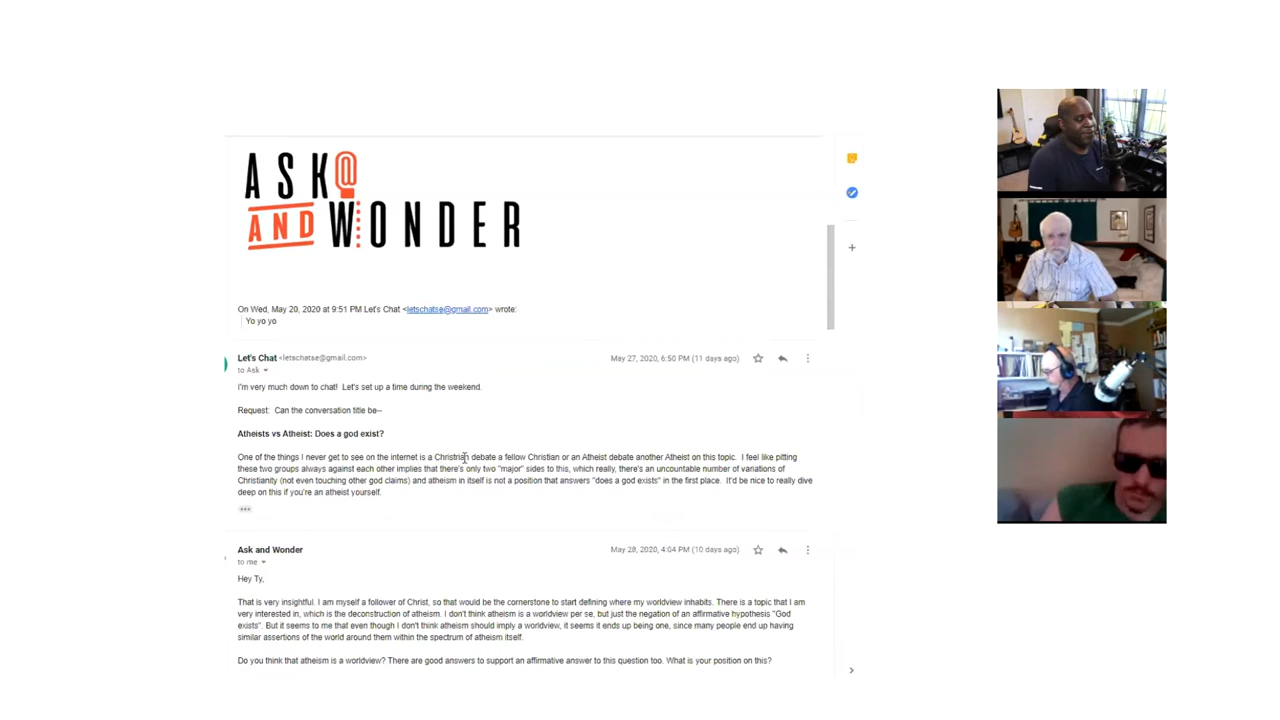 ASK@
AND WONDER
On Wed, May 20, 2020 at 9:51 PM Let's Chat <letschatse@gmail.com> wrote:
Yo yo yo
Let's Chat <letschatse@gmail.com> May 27, 2020, 6:50 PM (11 days ago)
to Ask
I'm very much down to chat! Let's set up a time during the weekend.
Request: Can the conversation title be--
Atheists vs Atheist: Does a god exist?
One of the things I never get to see on the internet is a Christrian debate a fellow Christian or an Atheist debate another Atheist on this topic. I feel like pitting
these two groups always against each other implies that there's only two "major" sides to this, which really, there's an uncountable number of variations of
Christianity (not even touching other god claims) and atheism in itself is not a position that answers "does a god exists" in the first place. It'd be nice to really dive
deep on this if you're an atheist yourself.
Ask and Wonder May 28, 2020, 4:04 PM (10 days ago)
to me
Hey Ty,
That is very insightful. I am myself a follower of Christ, so that would be the cornerstone to start defining where my worldview inhabits. There is a topic that I am
very interested in, which is the deconstruction of atheism. I don't think atheism is a worldview per se, but just the negation of an affirmative hypothesis "God
exists". But it seems to me that even though I don't think atheism should imply a worldview, it seems it ends up being one, since many people end up having
similar assertions of the world around them within the spectrum of atheism itself.
Do you think that atheism is a worldview? There are good answers to support an affirmative answer to this question too. What is your position on this?